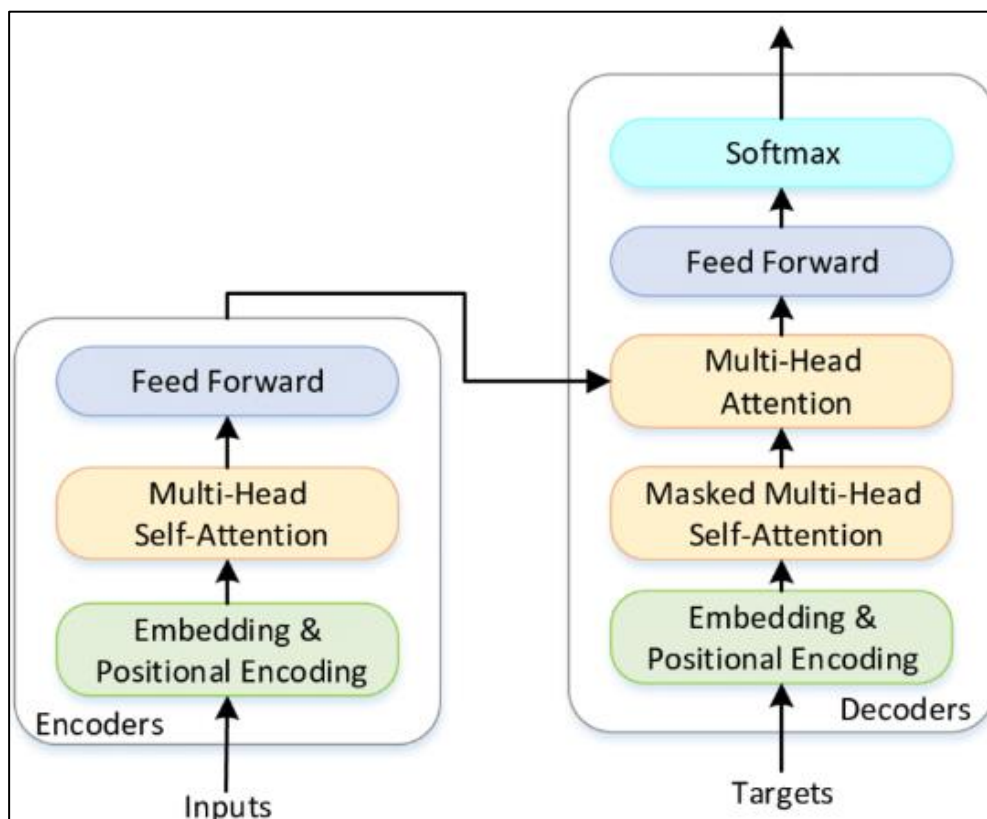 Feed Forward
Multi-Head
Self-Attention
Embedding &
Positional Encoding
Encoders
Inputs
Softmax
Feed Forward
Multi-Head
Attention
Masked Multi-Head
Self-Attention
Embedding &
Positional Encoding
Decoders
Targets